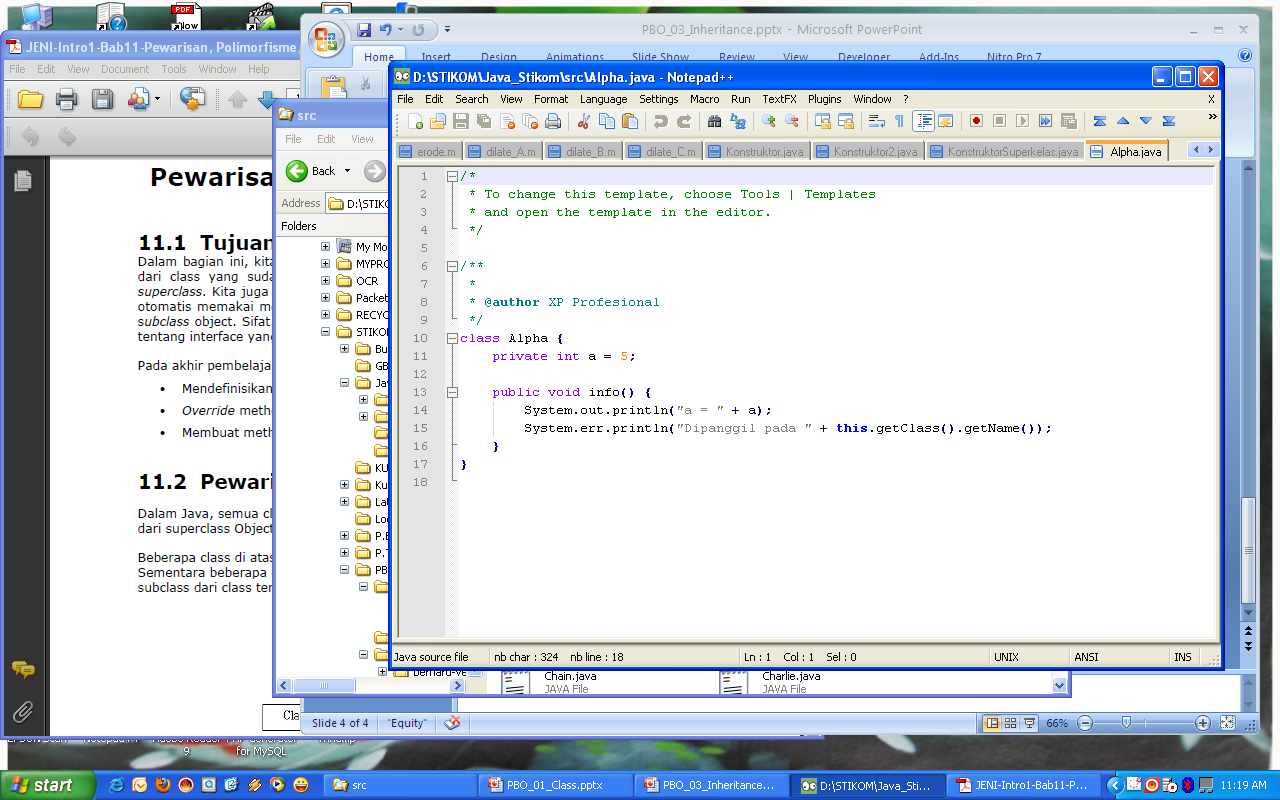 PDF
low
PBO_03_Inheritance.pptx - Microsoft PowerPoint
Home Insert Design Animations Slide Show Review View Developer Add-Ins Nitro Pro 7
JENI-Intro1-Bab11-Pewarisan, Polimorfisme
File Edit View Document Tools Window Help
src
File Edit View
Back
Address D:\STIKO
Folders
My Mo
MYPRO
OCR
Packet
RECYC
STIKO
Bu
GB
Jav
KU
Ku
Lal
P.T
PB
bernard-ve
Chain.java
JAVA File
Charlie.java
JAVA File
Pewarisa
11.1 Tujuan
Dalam bagian ini, kita
dari class yang suda
superclass. Kita juga
otomatis memakai m
subclass object. Sifat
tentang interface yan
Pada akhir pembelaja
• Mendefinisikan
• Override meth
• Membuat meth
11.2 Pewari
Dalam Java, semua cl
dari superclass Object
Beberapa class di atas
Sementara beberapa
subclass dari class ter
Cla
D:\STIKOM\Java_Stikom\src\Alpha.java - Notepad++
File Edit Search View Format Language Settings Macro Run TextFX Plugins Window ? X
erode.m dilate_A.m dilate_B.m dilate_C.m Konstruktor.java Konstruktor2.java KonstruktorSuperkelas.java Alpha.java
1 /*
2 * To change this template, choose Tools | Templates
3 * and open the template in the editor.
4 */
5
6 /**
7 *
8 * @author XP Profesional
9 */
10 class Alpha {
11 private int a = 5;
12
13 public void info() {
14 System.out.println("a = " + a);
15 System.err.println("Dipanggil pada " + this.getClass().getName());
16 }
17 }
18
Java source file nb char : 324 nb line : 18 Ln : 1 Col : 1 Sel : 0 UNIX ANSI INS
Slide 4 of 4 "Equity" 66%
9 for MySQL
start src PBO_01_Class.pptx PBO_03_Inheritance... D:\STIKOM\Java_Sti... JENI-Intro1-Bab11-P... 11:19 AM